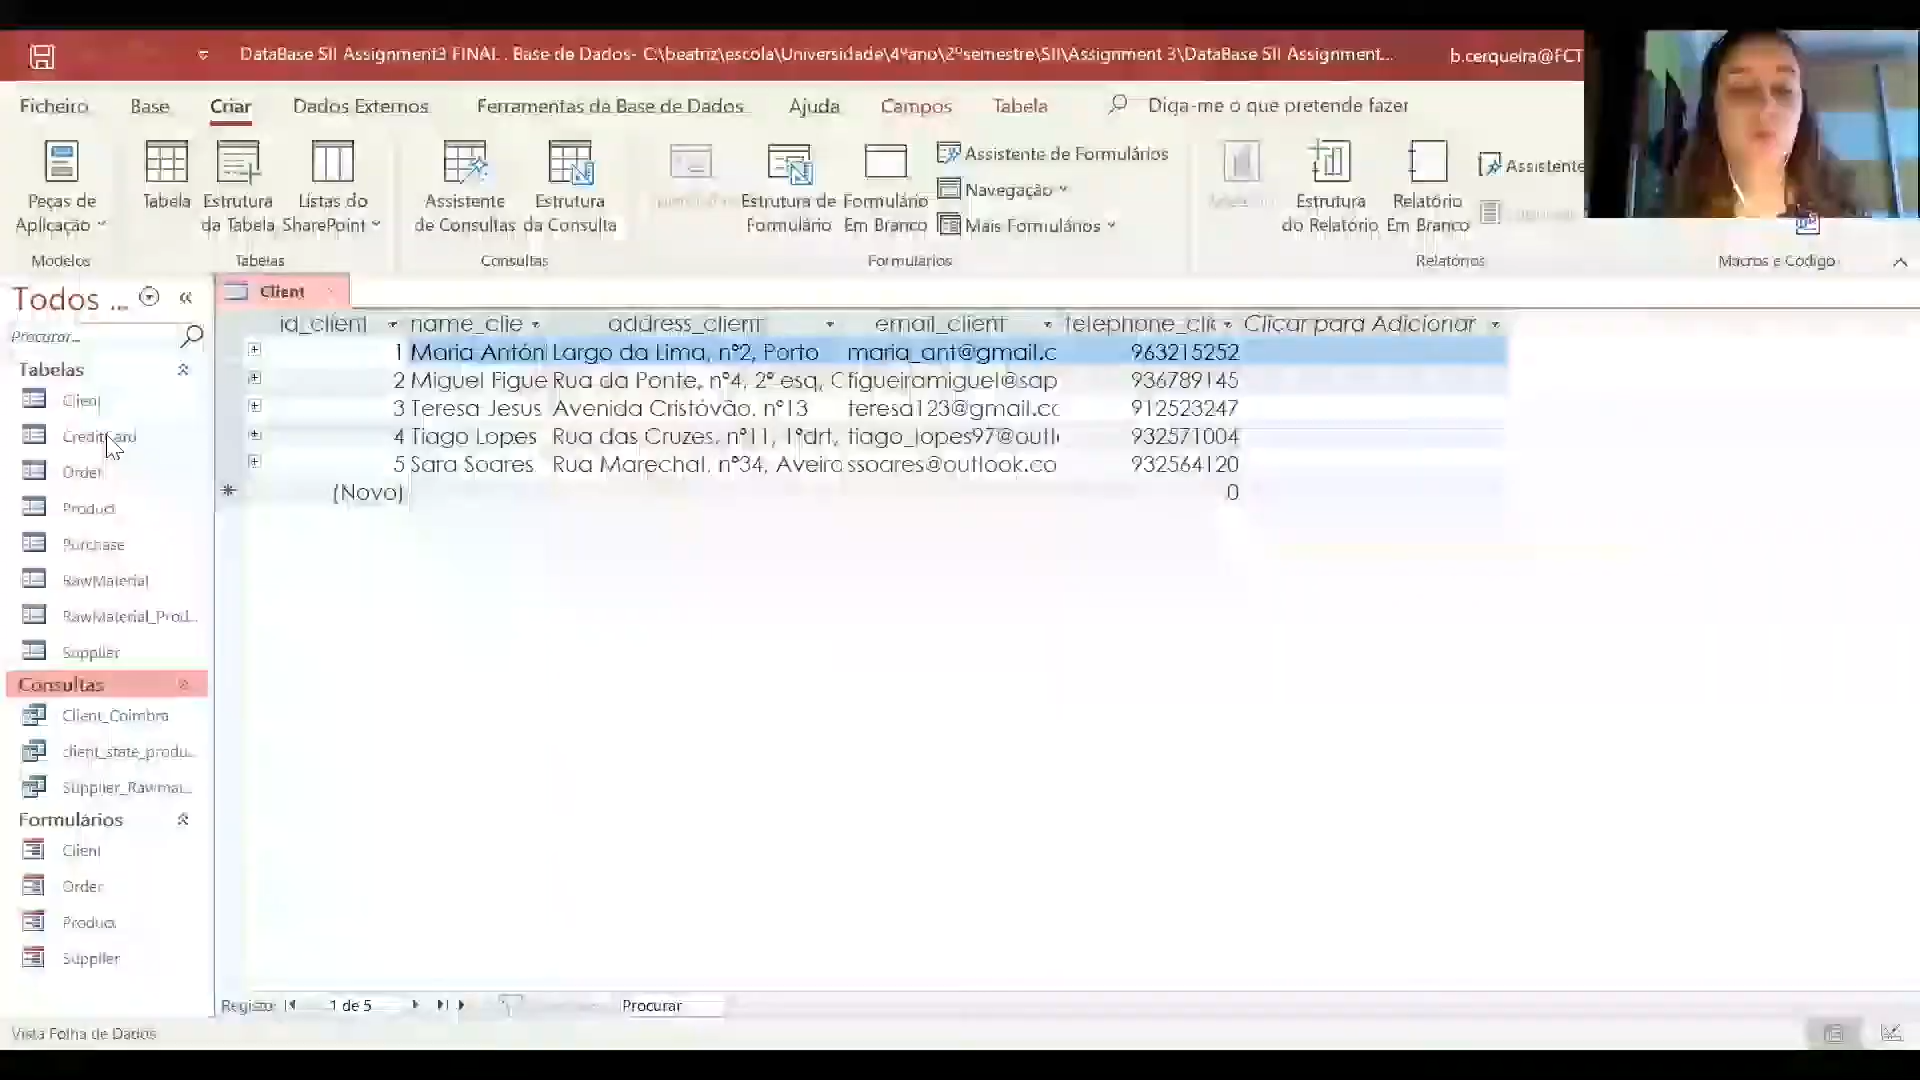 DataBase SII Assignment3 FINAL . Base de Dados- C:\beatriz\escola\Universidade\4ºano\2ºsemestre\SII\Assignment 3\DataBase SII Assignment...
b.cerqueira@FCT
Ficheiro Base Criar Dados Externos Ferramentas da Base de Dados Ajuda Campos Tabela Diga-me o que pretende fazer
Peças de Aplicação
Tabela
Estrutura da Tabela
Listas do SharePoint
Assistente de Consultas
Estrutura da Consulta
Estrutura de Formulário
Formulário Em Branco
Assistente de Formulários
Navegação
Mais Formulários
Estrutura do Relatório
Relatório Em Branco
Assistente
Modelos Tabelas Consultas Formulários Relatórios Macros e Código
Todos ...
Procurar...
Tabelas
Client
CreditCard
Order
Product
Purchase
RawMaterial
RawMaterial_Prod...
Supplier
Consultas
Client_Coimbra
client_state_produ...
Supplier_Rawmat...
Formulários
Client
Order
Product
Supplier
Client
id_client name_clie address_client email_client telephone_clie Clicar para Adicionar
1 Maria Antón Largo da Lima, nº2, Porto maria_ant@gmail.c 963215252
2 Miguel Figue Rua da Ponte, nº4, 2º esq, C figueiramiguel@sap 936789145
3 Teresa Jesus Avenida Cristóvão, nº13 teresa123@gmail.cc 912523247
4 Tiago Lopes Rua das Cruzes, nº11, 1ºdrt, tiago_lopes97@outl 932571004
5 Sara Soares Rua Marechal, nº34, Aveiro ssoares@outlook.co 932564120
(Novo) 0
Registo: 1 de 5 Procurar
Vista Folha de Dados